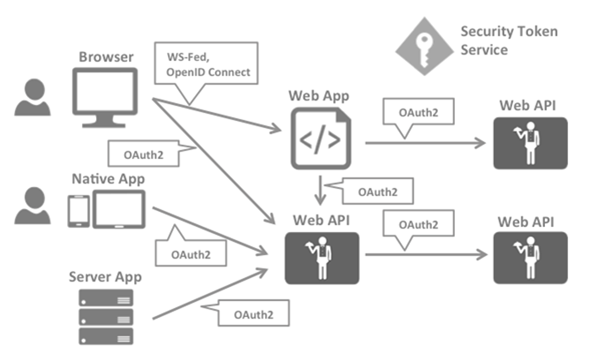 Security Token
Service
Browser
WS-Fed,
OpenID Connect
Web App
OAuth2
Web API
OAuth2
Native App
OAuth2
Web API
OAuth2
Web API
OAuth2
Server App
OAuth2